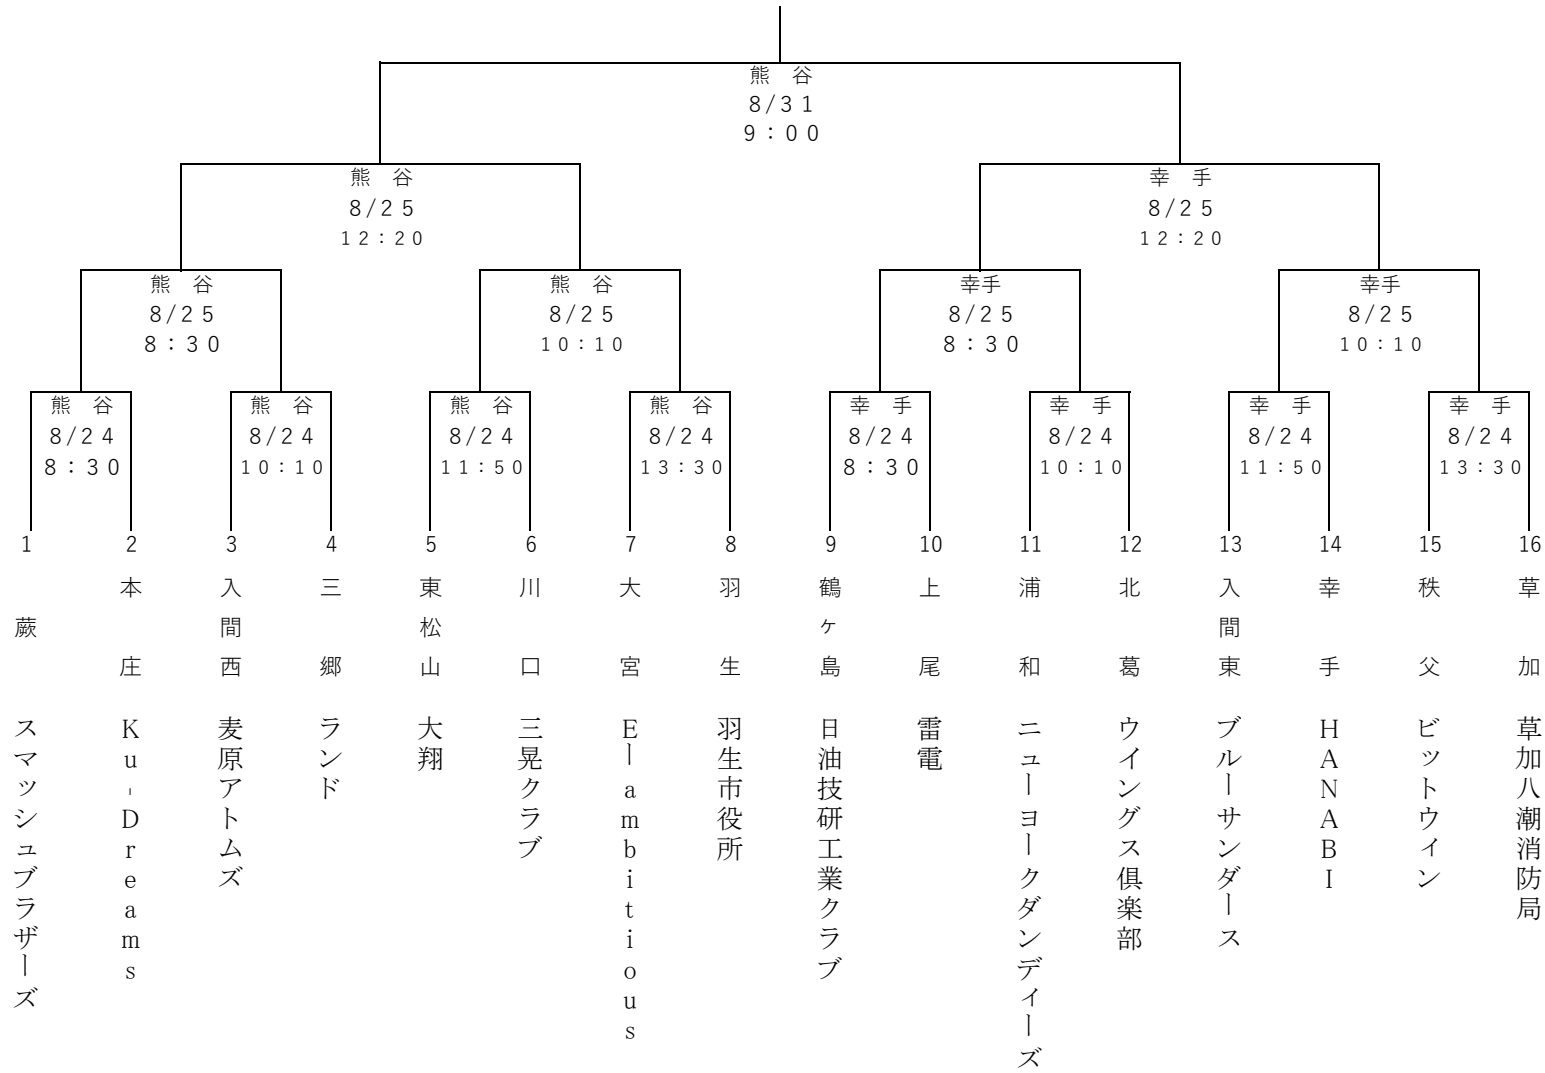 熊 谷
8/31
9：00
熊 谷
8/25
12：20
幸 手
8/25
12：20
熊 谷
8/25
8：30
熊 谷
8/25
10：10
幸手
8/25
8：30
幸手
8/25
10：10
熊 谷
8/24
8：30
熊 谷
8/24
10：10
熊 谷
8/24
11：50
熊 谷
8/24
13：30
幸 手
8/24
8：30
幸 手
8/24
10：10
幸 手
8/24
11：50
幸 手
8/24
13：30
1
蕨
スマッシュブラザーズ
2
本庄
Ku-Dreams
3
入間西
麦原アトムズ
4
三郷
ランド
5
東松山
大翔
6
川口
三晃クラブ
7
大宮
Eーambitious
8
羽生
羽生市役所
9
鶴ヶ島
日油技研工業クラブ
10
上尾
雷電
11
浦和
ニューヨークダンディーズ
12
北葛
ウイングス倶楽部
13
入間東
ブルーサンダース
14
幸手
HANABI
15
秩父
ビットウィン
16
草加
草加八潮消防局